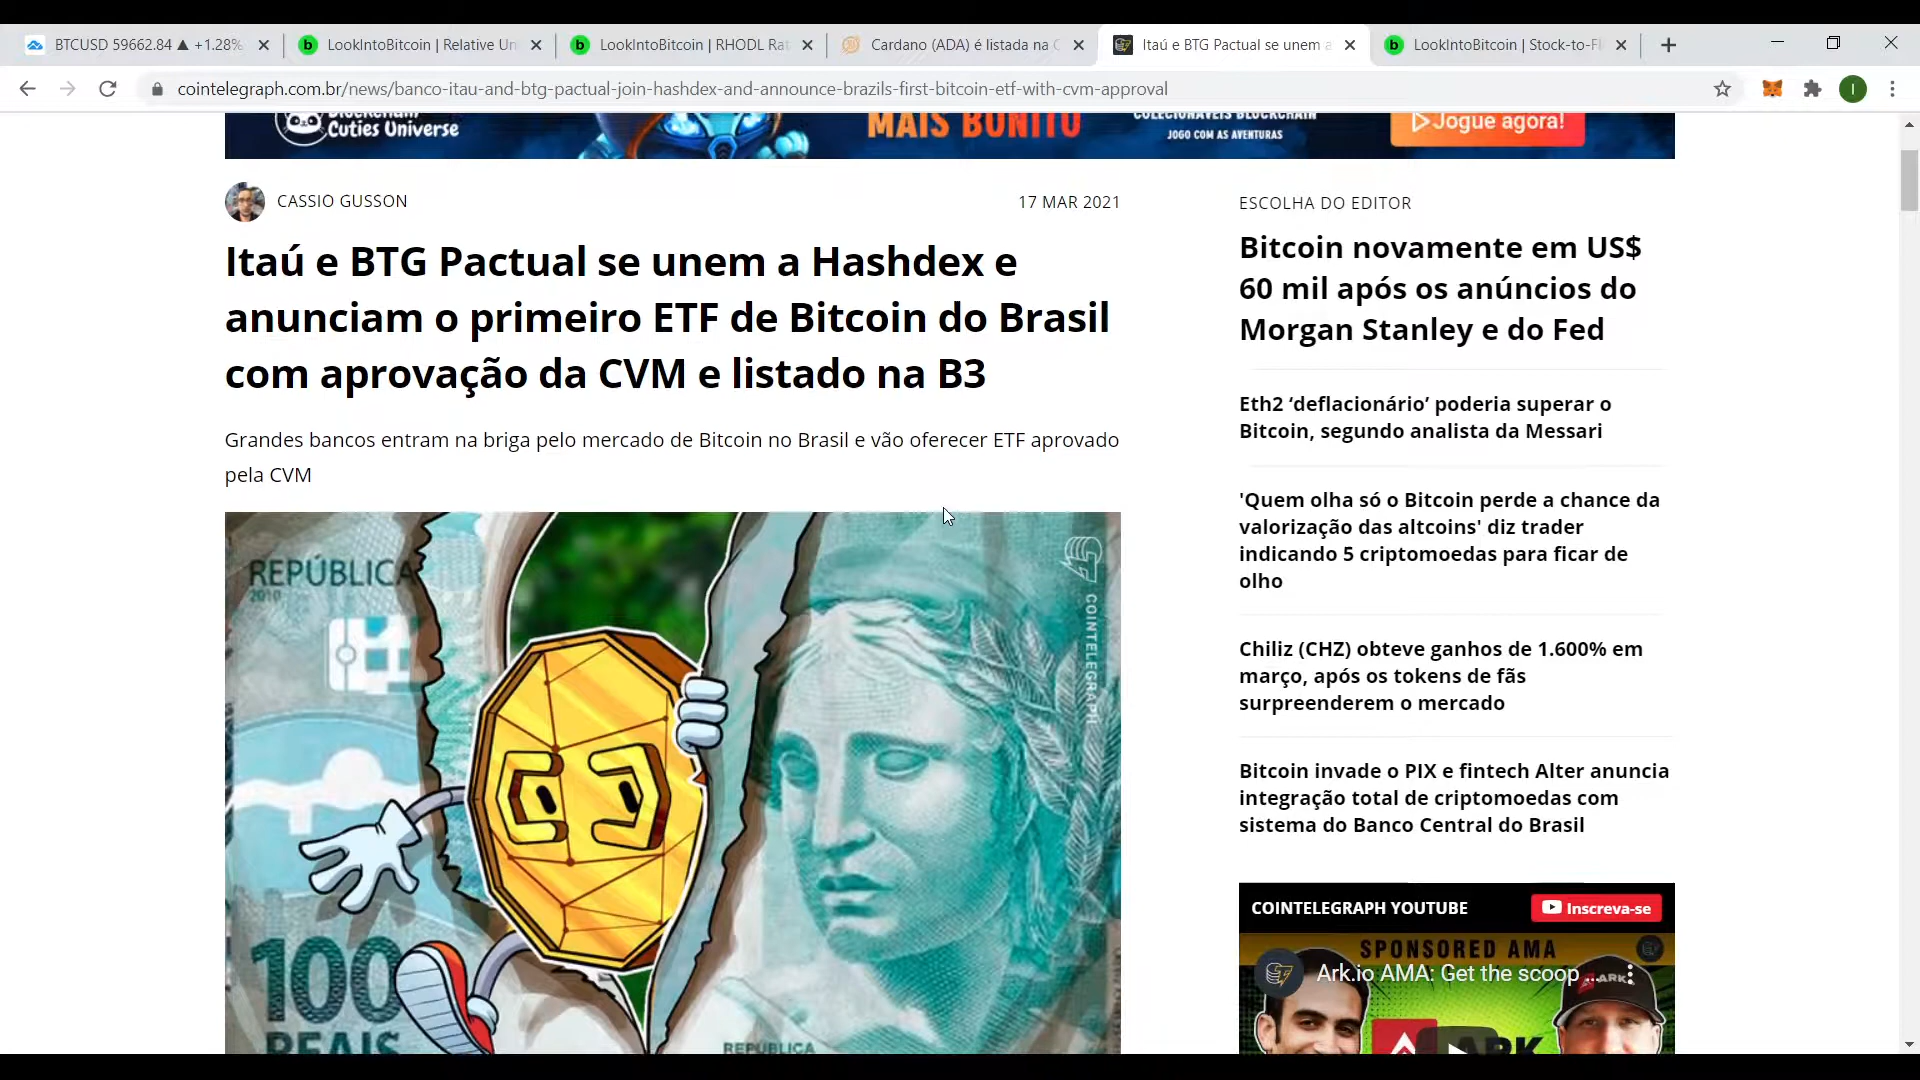 BTCUSD 59662.84 ▲ +1.28%
LookIntoBitcoin | Relative Un
LookIntoBitcoin | RHODL Rat
Cardano (ADA) é listada na
Itaú e BTG Pactual se unem a
LookIntoBitcoin | Stock-to-Fl
cointelegraph.com.br/news/banco-itau-and-btg-pactual-join-hashdex-and-announce-brazils-first-bitcoin-etf-with-cvm-approval
I
Blockchain
Cuties Universe
MAIS BONITO
COLECIONÁVEIS BLOCKCHAIN
JOGO COM AS AVENTURAS
Jogue agora!
CASSIO GUSSON
17 MAR 2021
Itaú e BTG Pactual se unem a Hashdex e
anunciam o primeiro ETF de Bitcoin do Brasil
com aprovação da CVM e listado na B3
Grandes bancos entram na briga pelo mercado de Bitcoin no Brasil e vão oferecer ETF aprovado
pela CVM
REPÚBLICA
2010
COINTELEGRAPH
100
REAIS
REPÚBLICA
ESCOLHA DO EDITOR
Bitcoin novamente em US$
60 mil após os anúncios do
Morgan Stanley e do Fed
Eth2 ‘deflacionário’ poderia superar o
Bitcoin, segundo analista da Messari
'Quem olha só o Bitcoin perde a chance da
valorização das altcoins' diz trader
indicando 5 criptomoedas para ficar de
olho
Chiliz (CHZ) obteve ganhos de 1.600% em
março, após os tokens de fãs
surpreenderem o mercado
Bitcoin invade o PIX e fintech Alter anuncia
integração total de criptomoedas com
sistema do Banco Central do Brasil
COINTELEGRAPH YOUTUBE
Inscreva-se
SPONSORED AMA
Ark.io AMA: Get the scoop ...
ARK
ARK